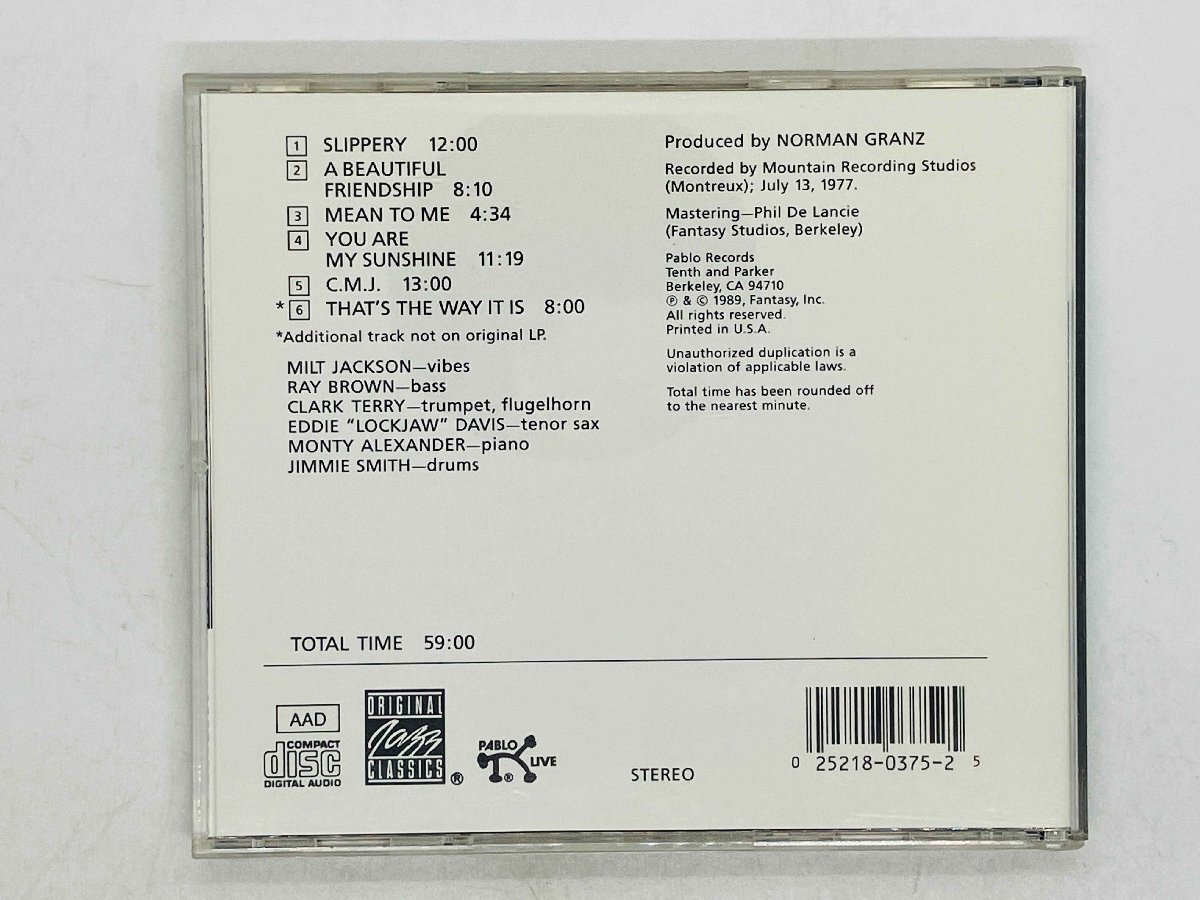 1 SLIPPERY 12:00
2 A BEAUTIFUL
FRIENDSHIP 8:10
3 MEAN TO ME 4:34
4 YOU ARE
MY SUNSHINE 11:19
5 C.M.J. 13:00
*6 THAT'S THE WAY IT IS 8:00
*Additional track not on original LP.
MILT JACKSON—vibes
RAY BROWN—bass
CLARK TERRY—trumpet, flugelhorn
EDDIE "LOCKJAW" DAVIS—tenor sax
MONTY ALEXANDER—piano
JIMMIE SMITH—drums
Produced by NORMAN GRANZ
Recorded by Mountain Recording Studios
(Montreux); July 13, 1977.
Mastering—Phil De Lancie
(Fantasy Studios, Berkeley)
Pablo Records
Tenth and Parker
Berkeley, CA 94710
℗ & © 1989, Fantasy, Inc.
All rights reserved.
Printed in U.S.A.
Unauthorized duplication is a
violation of applicable laws.
Total time has been rounded off
to the nearest minute.
TOTAL TIME 59:00
AAD
COMPACT
disc
DIGITAL AUDIO
ORIGINAL
Jazz
CLASSICS ®
PABLO
LIVE
®
STEREO
0 25218-0375-2 5